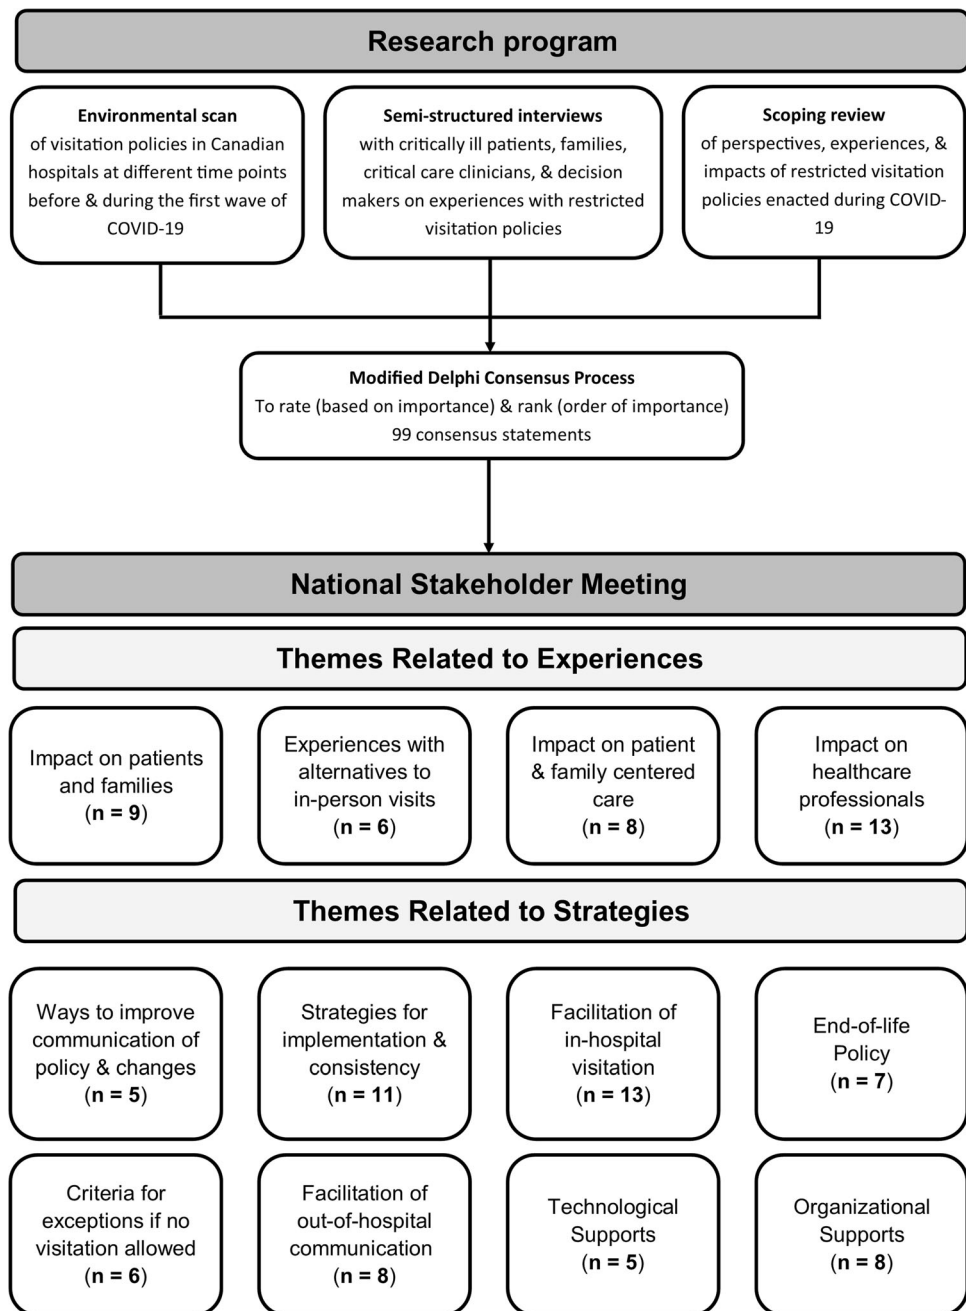 Research program
Environmental scan
of visitation policies in Canadian
hospitals at different time points
before & during the first wave of
COVID-19
Semi-structured interviews
with critically ill patients, families,
critical care clinicians, & decision
makers on experiences with restricted
visitation policies
Scoping review
of perspectives, experiences, &
impacts of restricted visitation
policies enacted during COVID-
19
Modified Delphi Consensus Process
To rate (based on importance) & rank (order of importance)
99 consensus statements
National Stakeholder Meeting
Themes Related to Experiences
Impact on patients
and families
(n = 9)
Experiences with
alternatives to
in-person visits
(n = 6)
Impact on patient
& family centered
care
(n = 8)
Impact on
healthcare
professionals
(n = 13)
Themes Related to Strategies
Ways to improve
communication of
policy & changes
(n = 5)
Strategies for
implementation &
consistency
(n = 11)
Facilitation of
in-hospital
visitation
(n = 13)
End-of-life
Policy
(n = 7)
Criteria for
exceptions if no
visitation allowed
(n = 6)
Facilitation of
out-of-hospital
communication
(n = 8)
Technological
Supports
(n = 5)
Organizational
Supports
(n = 8)